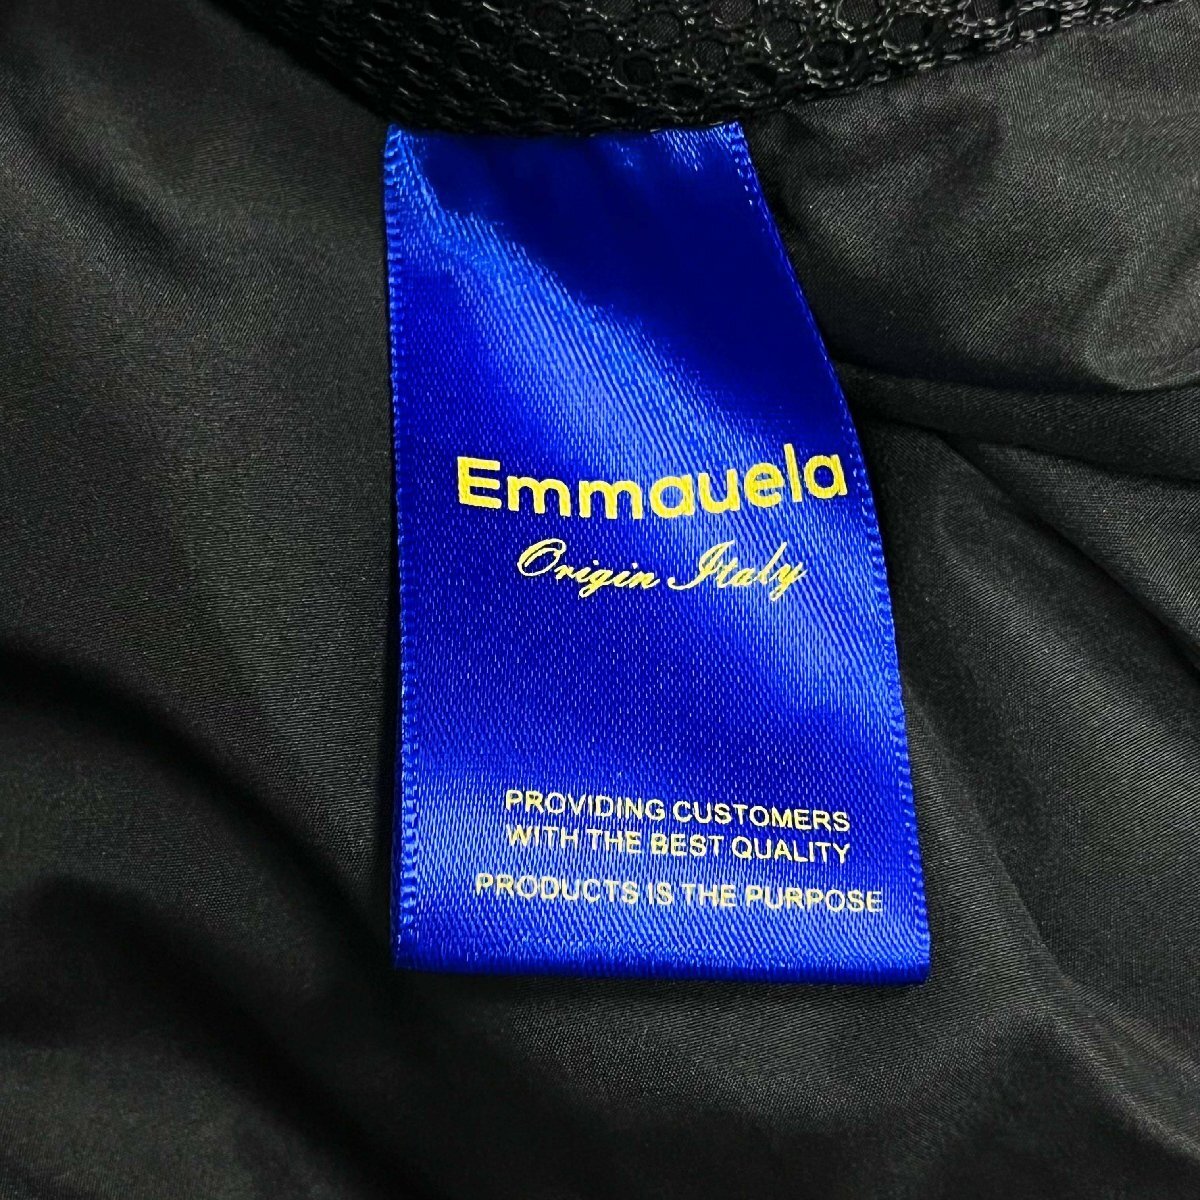 Emmauela
Origin Italy
PROVIDING CUSTOMERS
WITH THE BEST QUALITY
PRODUCTS IS THE PURPOSE